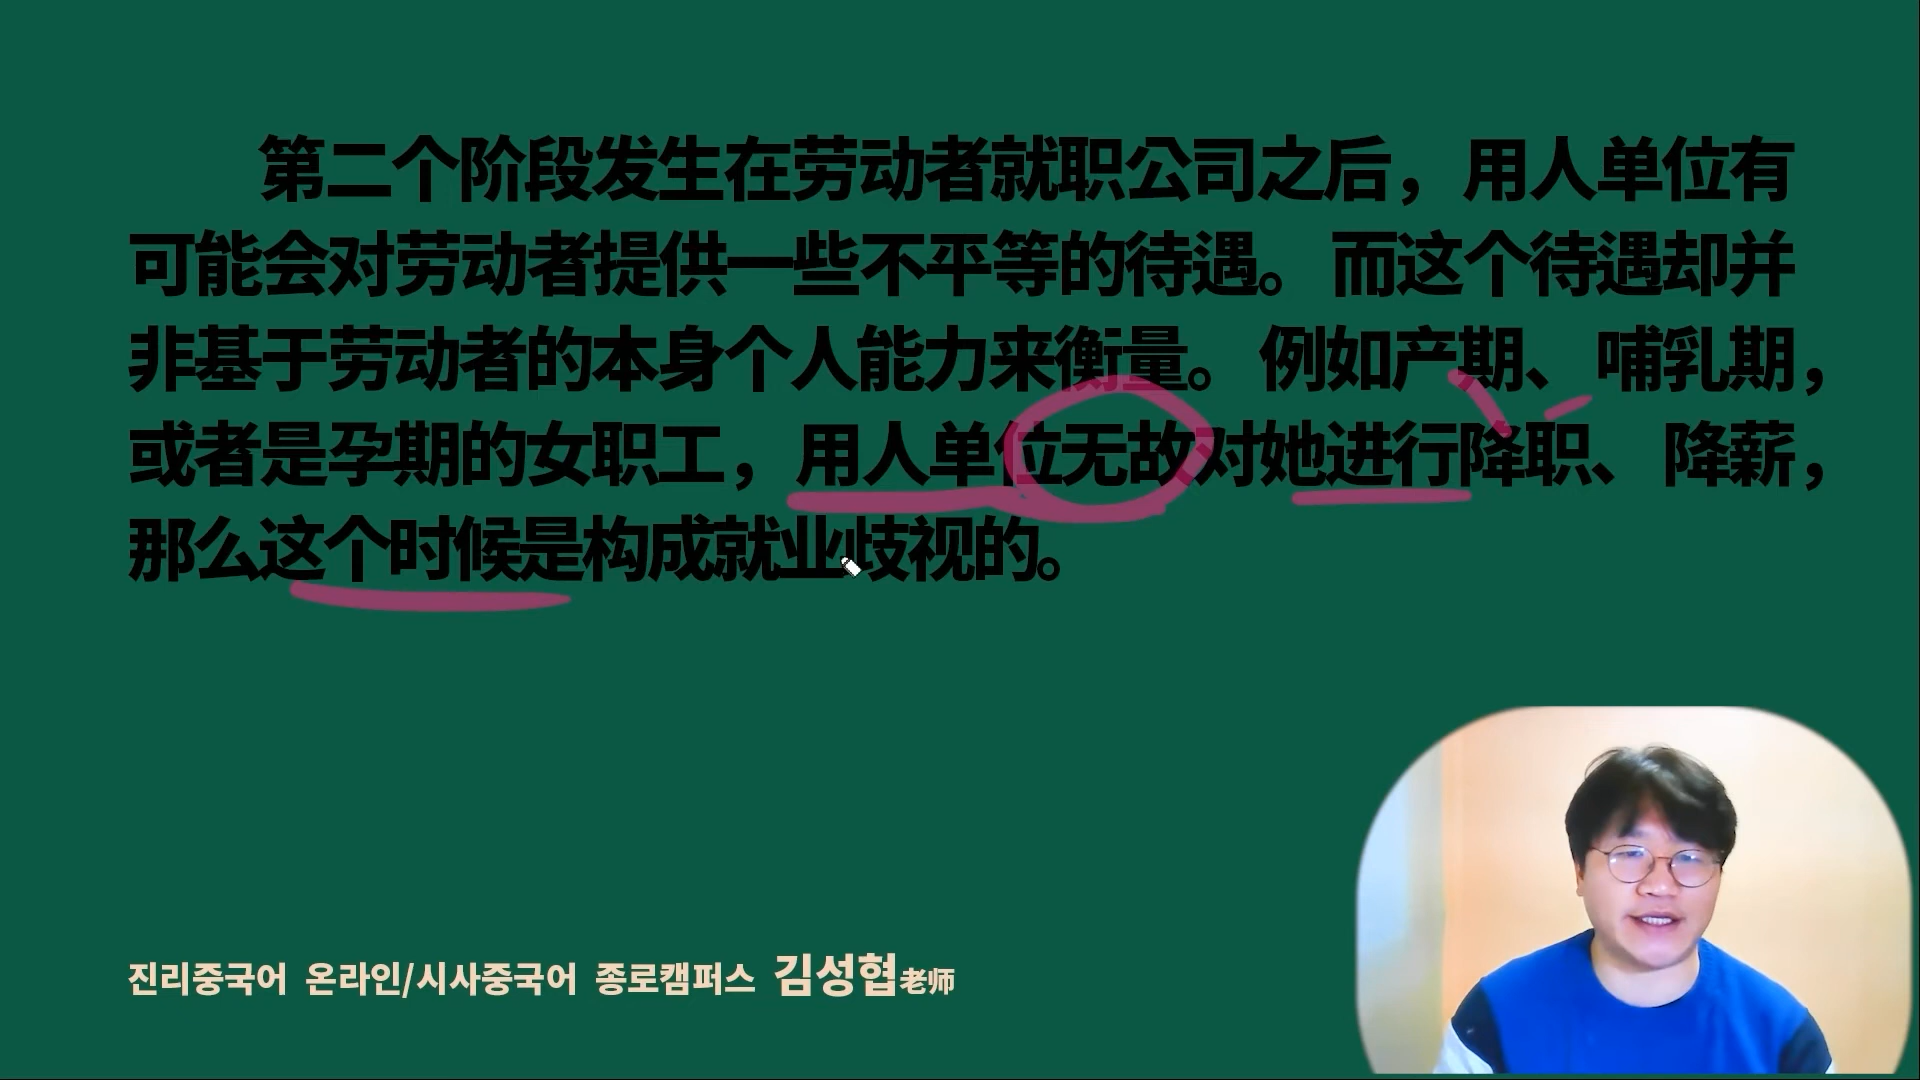 第二个阶段发生在劳动者就职公司之后，用人单位有
可能会对劳动者提供一些不平等的待遇。而这个待遇却并
非基于劳动者的本身个人能力来衡量。例如产期、哺乳期，
或者是孕期的女职工，用人单位无故对她进行降职、降薪，
那么这个时候是构成就业歧视的。
진리중국어 온라인/시사중국어 종로캠퍼스 김성협老师